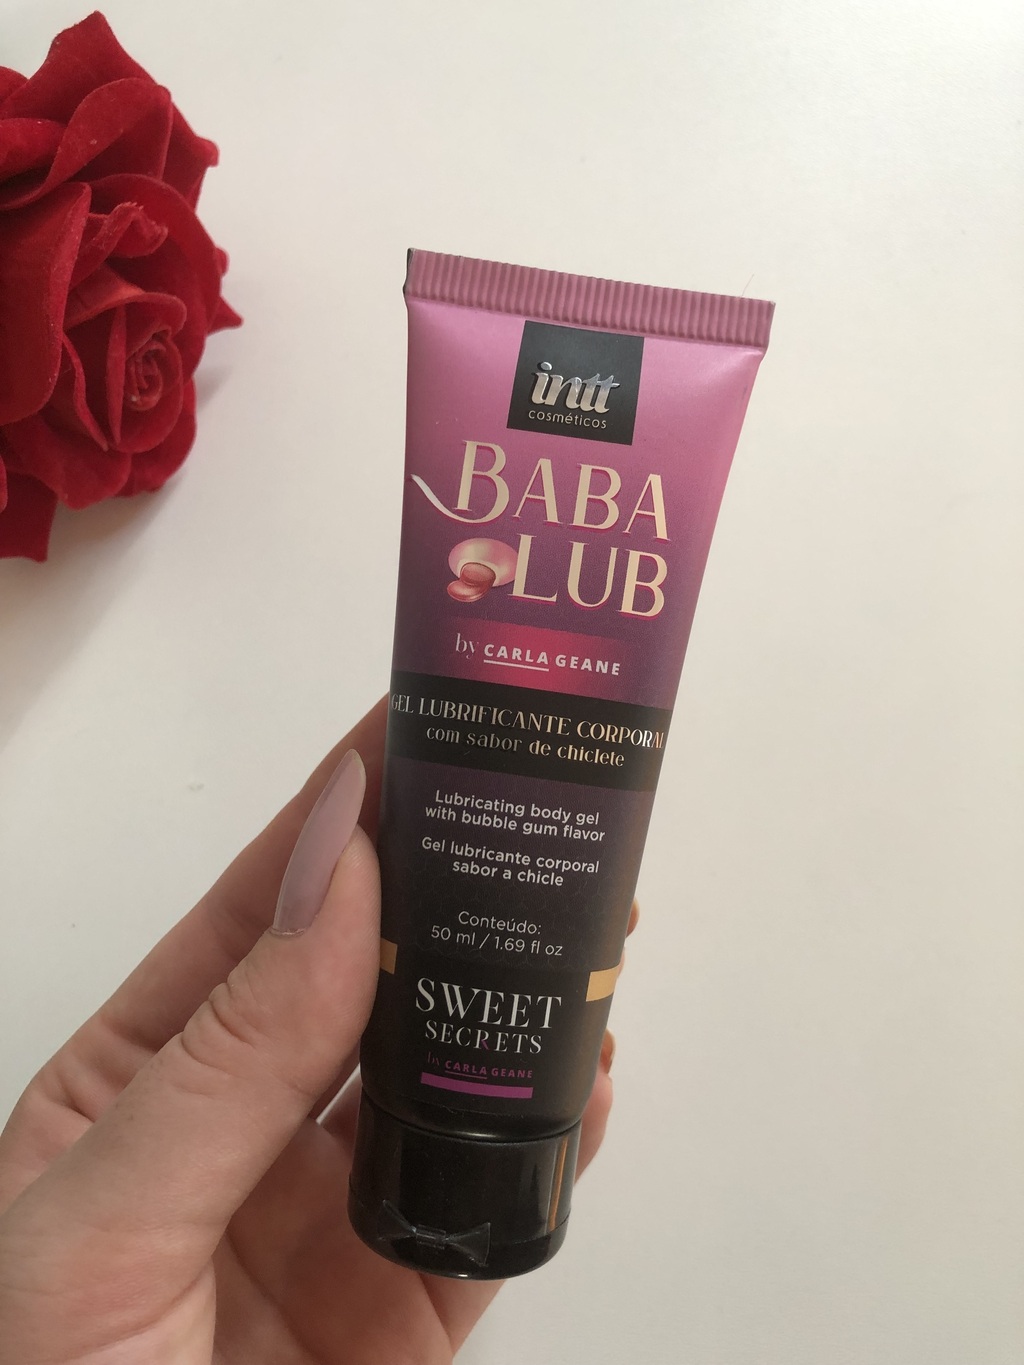 intt
cosméticos
BABA
LUB
by CARLA GEANE
GEL LUBRIFICANTE CORPORAL
com sabor de chiclete
Lubricating body gel
with bubble gum flavor
Gel lubricante corporal
sabor a chicle
Conteúdo:
50 ml / 1.69 fl oz
SWEET
SECRETS
by CARLA GEANE